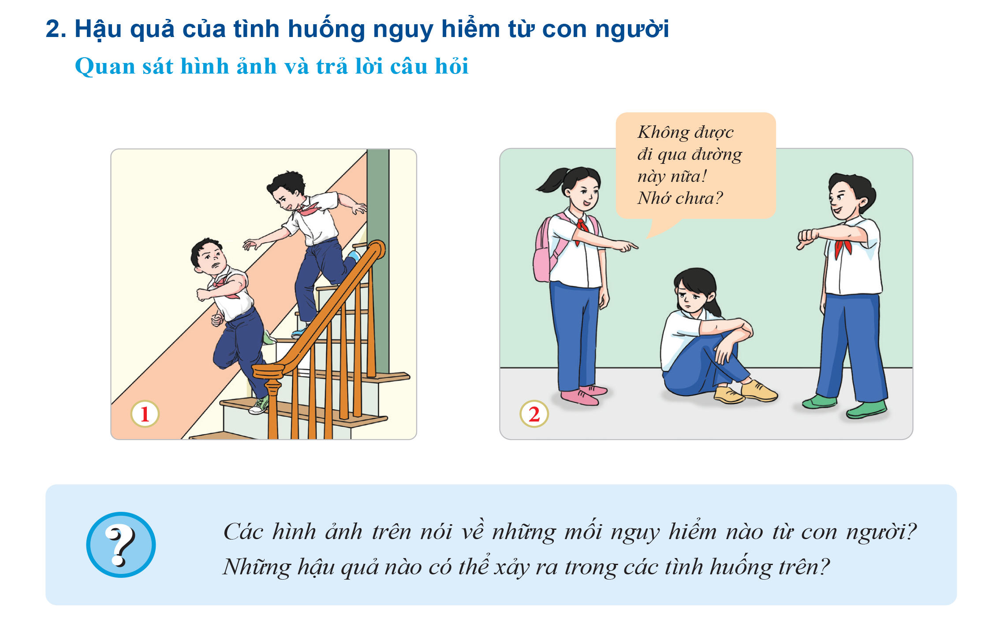 2. Hậu quả của tình huống nguy hiểm từ con người
Quan sát hình ảnh và trả lời câu hỏi
Không được
đi qua đường
này nữa!
Nhớ chưa?
1
2
?
Các hình ảnh trên nói về những mối nguy hiểm nào từ con người?
Những hậu quả nào có thể xảy ra trong các tình huống trên?